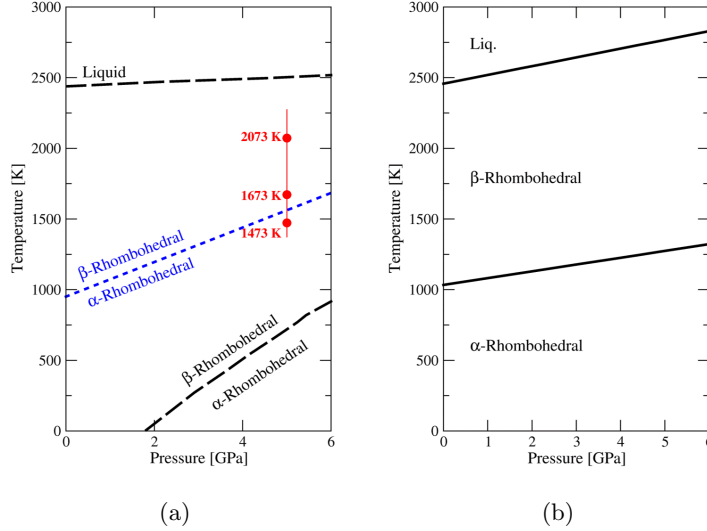 3000
2500
2000
1500
1000
500
0
Temperature [K]
Liquid
2073 K
1673 K
1473 K
β-Rhombohedral
α-Rhombohedral
β-Rhombohedral
α-Rhombohedral
0 2 4 6
Pressure [GPa]
(a)
3000
2500
2000
1500
1000
500
0
Temperature [K]
Liq.
β-Rhombohedral
α-Rhombohedral
0 1 2 3 4 5 6
Pressure [GPa]
(b)